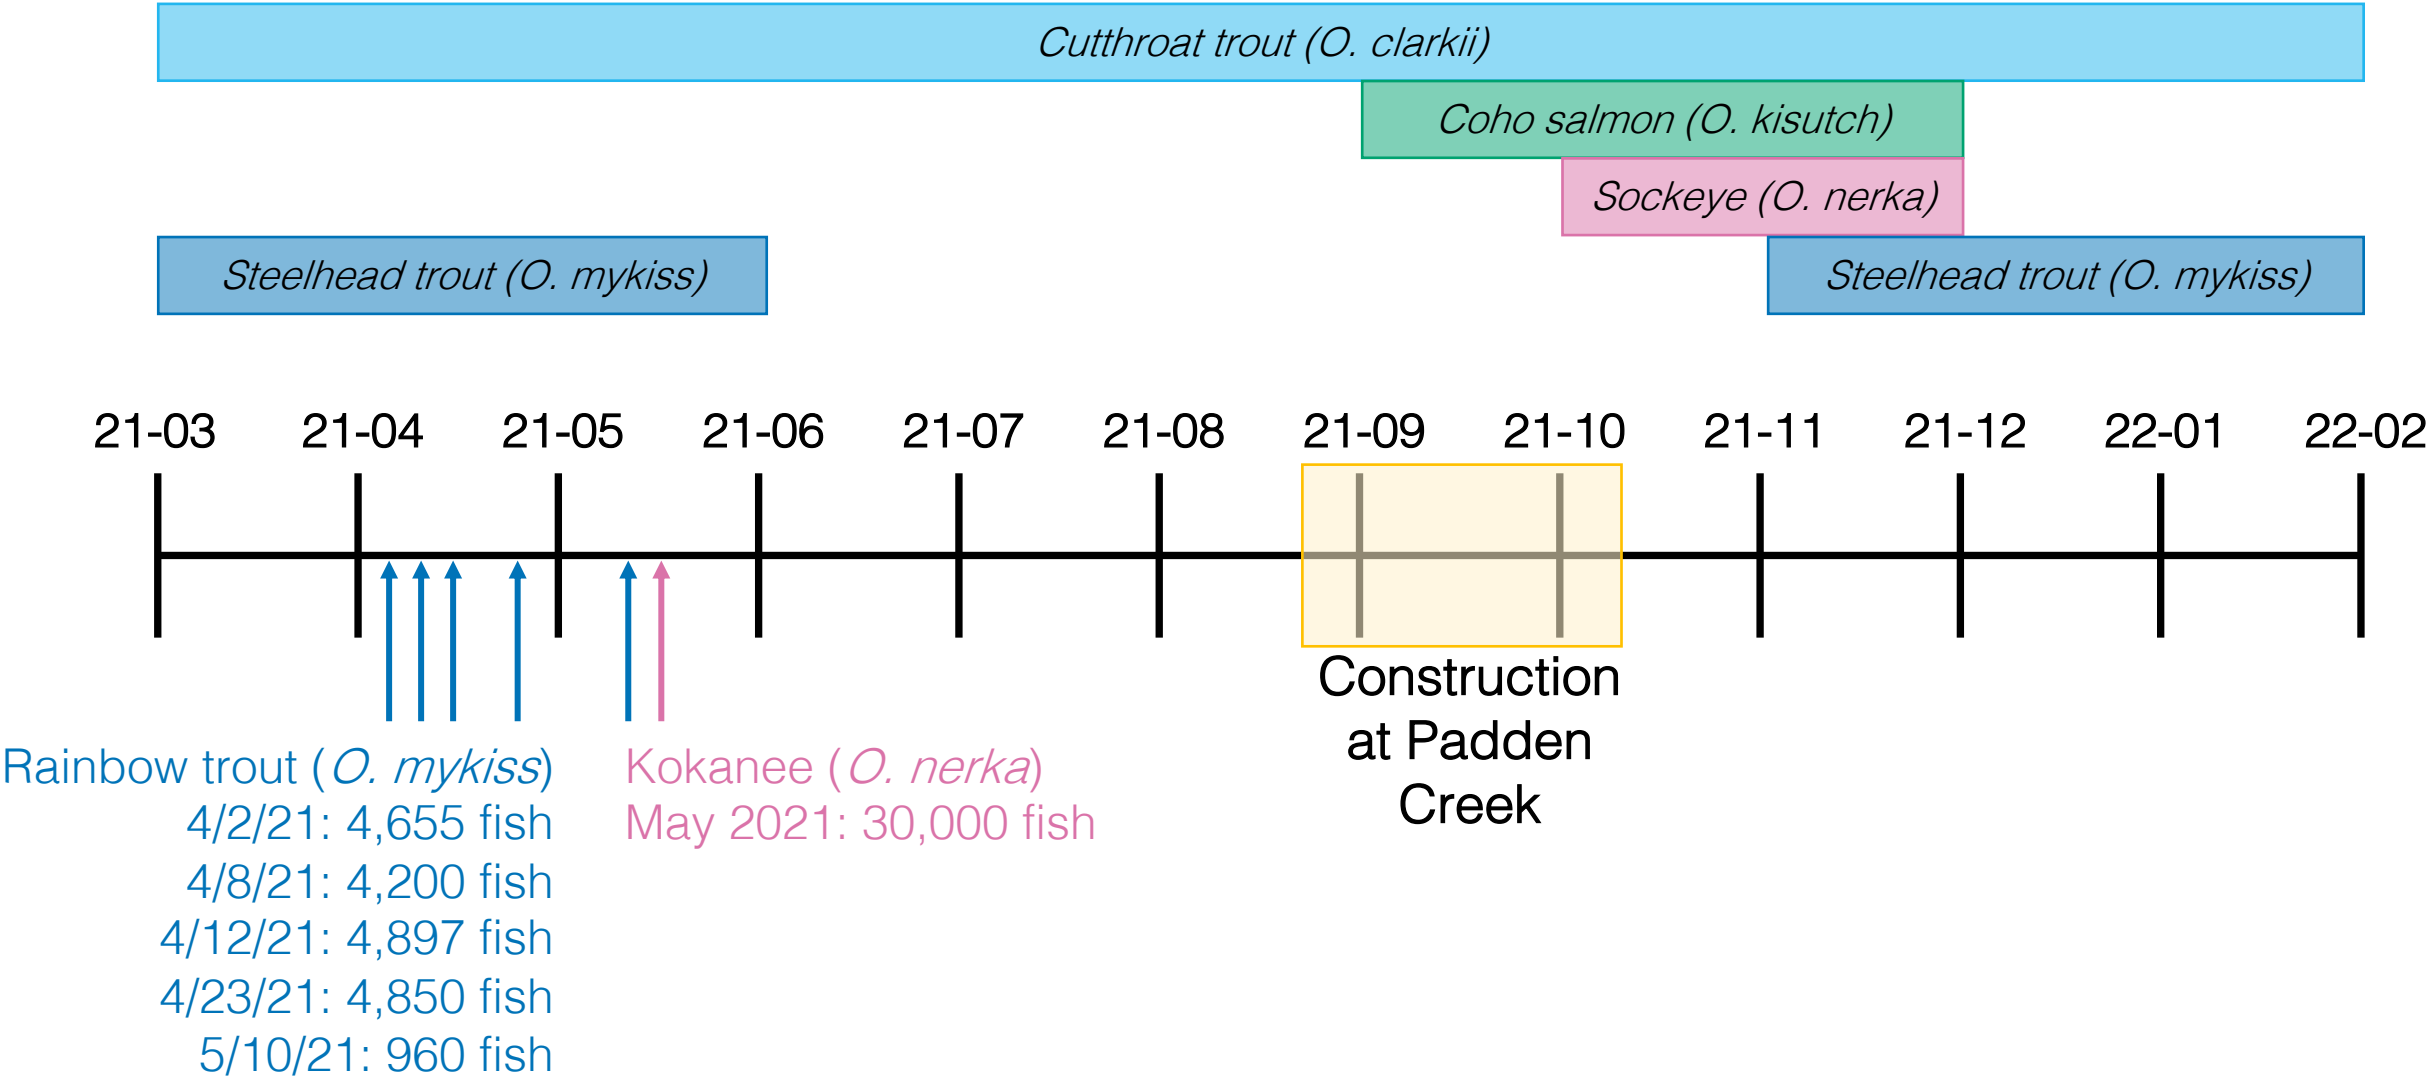 Cutthroat trout (O. clarkii)
Coho salmon (O. kisutch)
Sockeye (O. nerka)
Steelhead trout (O. mykiss)
Steelhead trout (O. mykiss)
21-03
21-04
21-05
21-06
21-07
21-08
21-09
21-10
21-11
21-12
22-01
22-02
Construction
at Padden
Creek
Rainbow trout (O. mykiss)
4/2/21: 4,655 fish
4/8/21: 4,200 fish
4/12/21: 4,897 fish
4/23/21: 4,850 fish
5/10/21: 960 fish
Kokanee (O. nerka)
May 2021: 30,000 fish